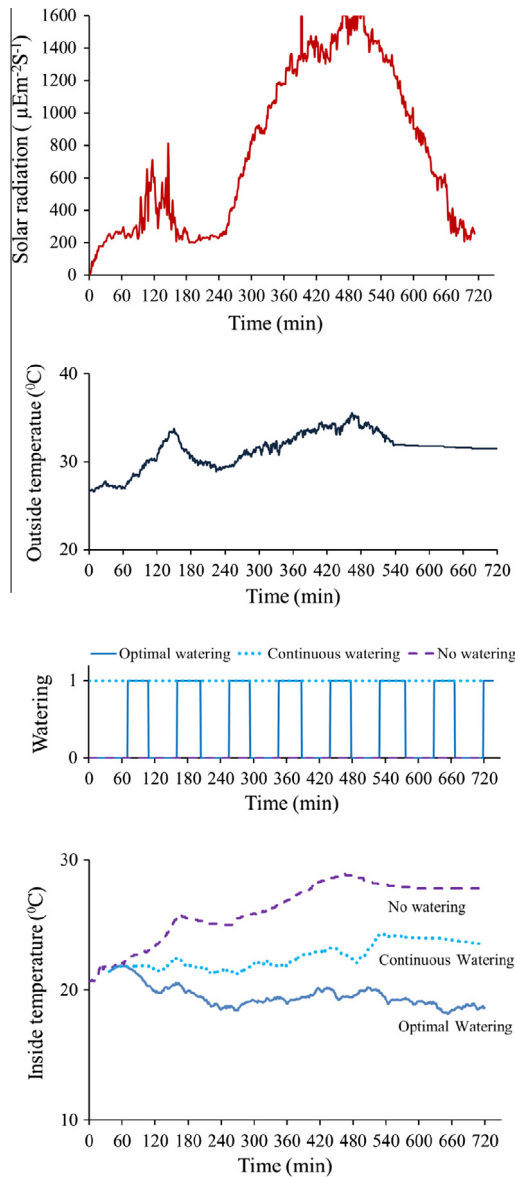 Solar radiation ( µEm⁻²S⁻¹)
1600
1400
1200
1000
800
600
400
200
0
0 60 120 180 240 300 360 420 480 540 600 660 720
Time (min)
Outside temperatue (⁰C)
40
30
20
0 60 120 180 240 300 360 420 480 540 600 660 720
Time (min)
Optimal watering Continuous watering No watering
Watering
1
0
0 60 120 180 240 300 360 420 480 540 600 660 720
Time (min)
Inside temperature (⁰C)
30
20
10
No watering
Continuous Watering
Optimal Watering
0 60 120 180 240 300 360 420 480 540 600 660 720
Time (min)